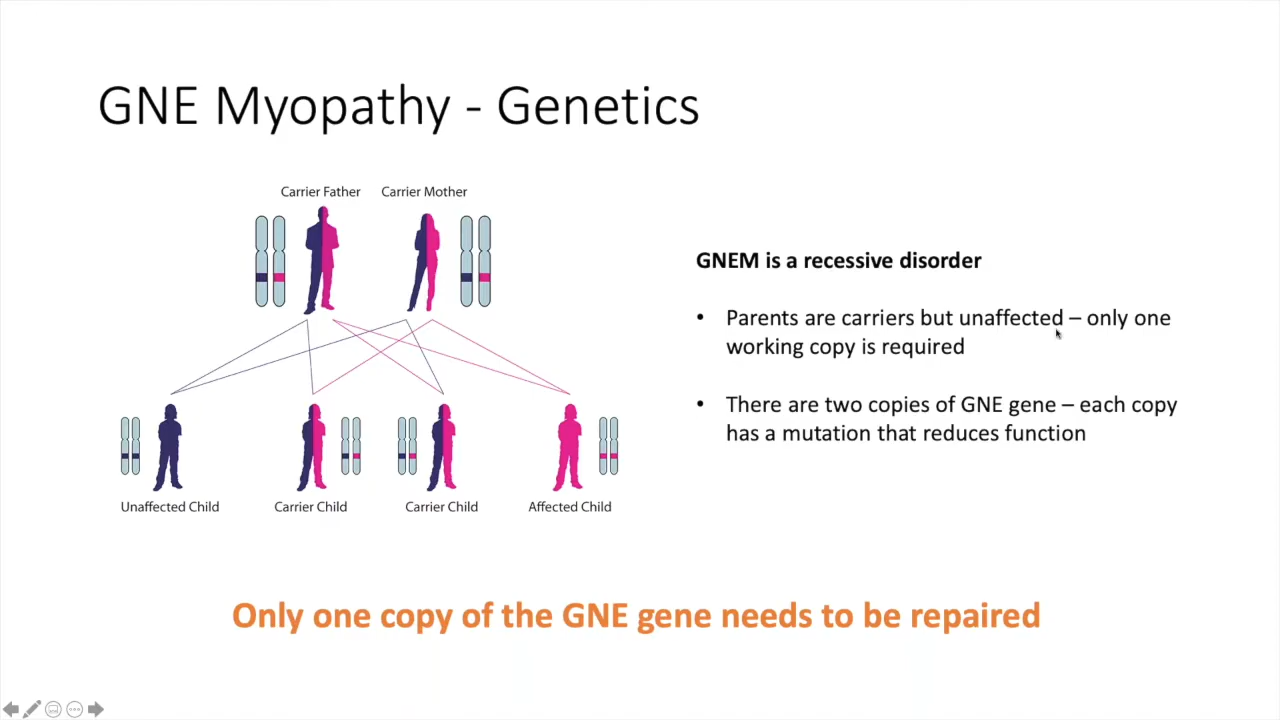 GNE Myopathy - Genetics
Carrier Father
Carrier Mother
Unaffected Child
Carrier Child
Carrier Child
Affected Child
GNEM is a recessive disorder
• Parents are carriers but unaffected – only one
working copy is required
• There are two copies of GNE gene – each copy
has a mutation that reduces function
Only one copy of the GNE gene needs to be repaired